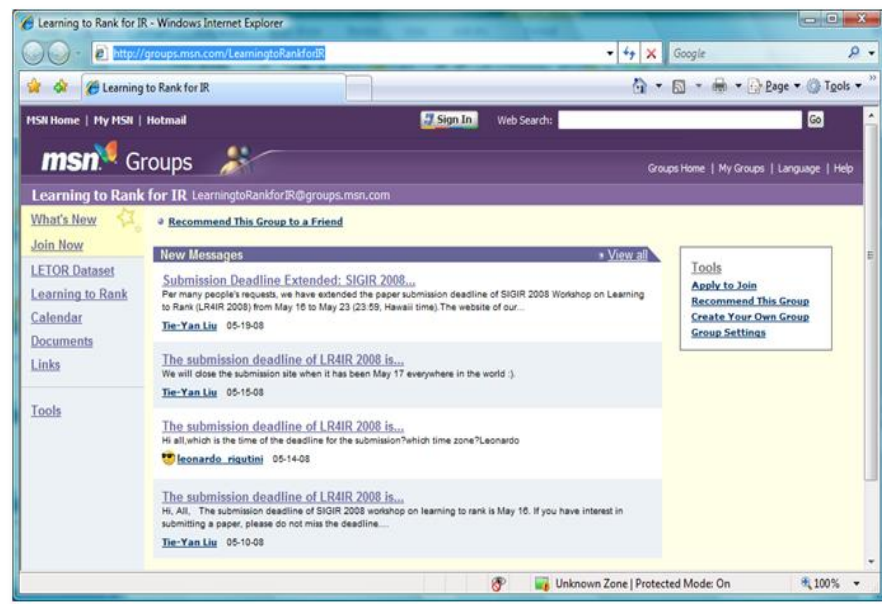 Learning to Rank for IR - Windows Internet Explorer
http://groups.msn.com/LearningtoRankforIR
Google
Learning to Rank for IR
Page
Tools
MSN Home | My MSN | Hotmail
Sign In
Web Search:
Go
msn Groups
Groups Home | My Groups | Language | Help
Learning to Rank for IR LearningtoRankforIR@groups.msn.com
What's New
Join Now
LETOR Dataset
Learning to Rank
Calendar
Documents
Links
Tools
Recommend This Group to a Friend
New Messages
View all
Submission Deadline Extended: SIGIR 2008...
Per many people's requests, we have extended the paper submission deadline of SIGIR 2008 Workshop on Learning
to Rank (LR4IR 2008) from May 16 to May 23 (23:59, Hawaii time).The website of our...
Tie-Yan Liu 05-19-08
The submission deadline of LR4IR 2008 is...
We will close the submission site when it has been May 17 everywhere in the world :).
Tie-Yan Liu 05-15-08
The submission deadline of LR4IR 2008 is...
Hi all,which is the time of the deadline for the submission?which time zone?Leonardo
leonardo_rigutini 05-14-08
The submission deadline of LR4IR 2008 is...
Hi, All, The submission deadline of SIGIR 2008 workshop on learning to rank is May 16. If you have interest in
submitting a paper, please do not miss the deadline....
Tie-Yan Liu 05-10-08
Tools
Apply to Join
Recommend This Group
Create Your Own Group
Group Settings
Unknown Zone | Protected Mode: On
100%